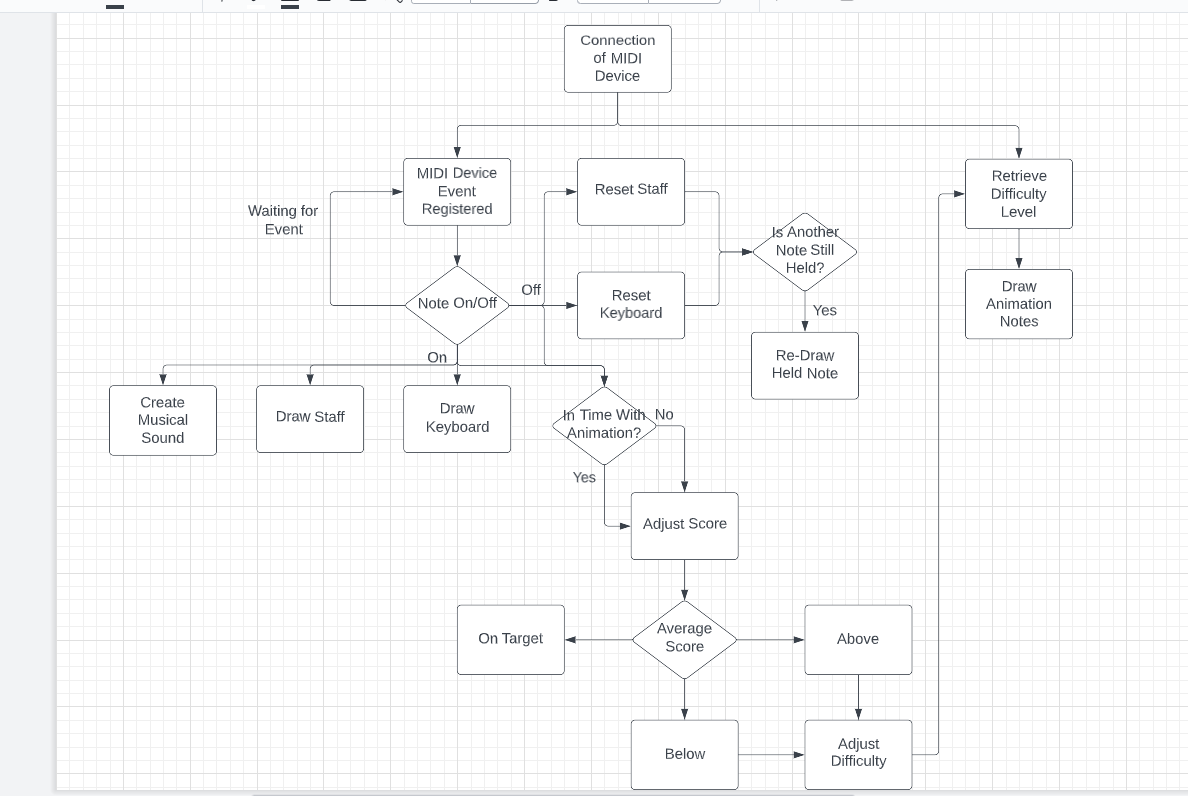 Connection
of MIDI
Device
MIDI Device
Event
Registered
Reset Staff
Retrieve
Difficulty
Level
Waiting for
Event
Is Another
Note Still
Held?
Note On/Off
Off
Reset
Keyboard
Draw
Animation
Notes
Yes
On
Re-Draw
Held Note
Create
Musical
Sound
Draw Staff
Draw
Keyboard
In Time With
Animation?
No
Yes
Adjust Score
On Target
Average
Score
Above
Below
Adjust
Difficulty